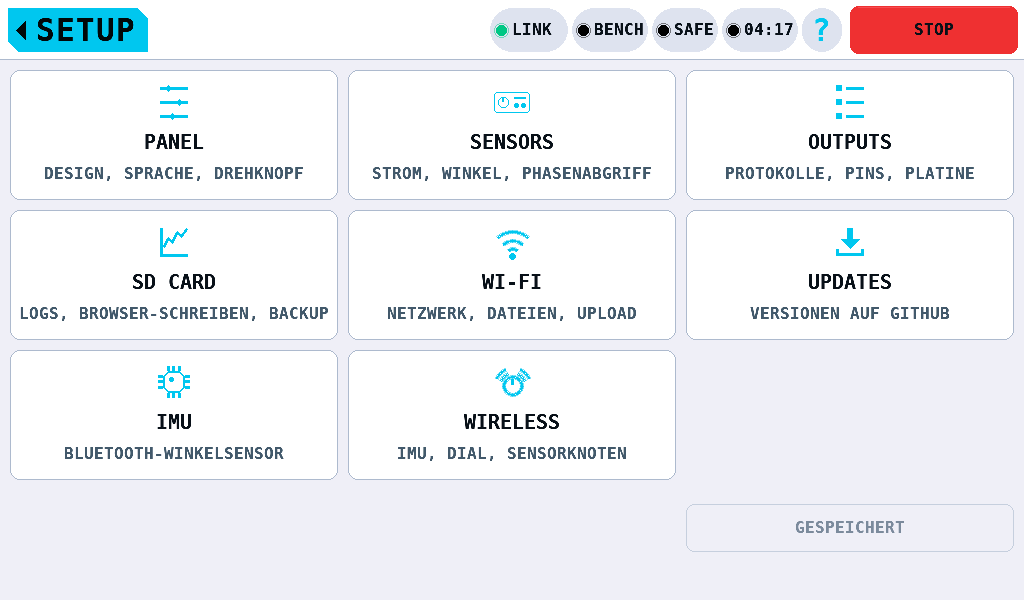 SETUP
LINK
BENCH
SAFE
04:17
?
STOP
PANEL
DESIGN, SPRACHE, DREHKNOPF
SENSORS
STROM, WINKEL, PHASENABGRIFF
OUTPUTS
PROTOKOLLE, PINS, PLATINE
SD CARD
LOGS, BROWSER-SCHREIBEN, BACKUP
WI-FI
NETZWERK, DATEIEN, UPLOAD
UPDATES
VERSIONEN AUF GITHUB
IMU
BLUETOOTH-WINKELSENSOR
WIRELESS
IMU, DIAL, SENSORKNOTEN
GESPEICHERT